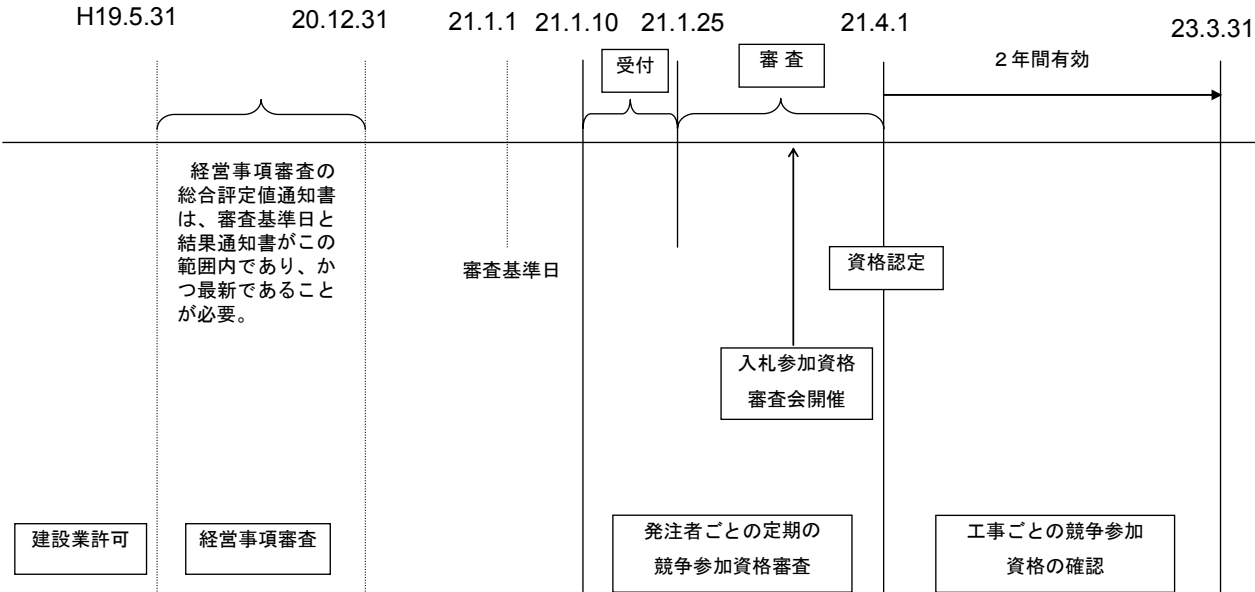 H19.5.31
20.12.31
21.1.1
21.1.10
21.1.25
21.4.1
23.3.31
受付
審 査
２年間有効
経営事項審査の
総合評定値通知書
は、審査基準日と
結果通知書がこの
範囲内であり、か
つ最新であること
が必要。
審査基準日
資格認定
入札参加資格
審査会開催
建設業許可
経営事項審査
発注者ごとの定期の
競争参加資格審査
工事ごとの競争参加
資格の確認